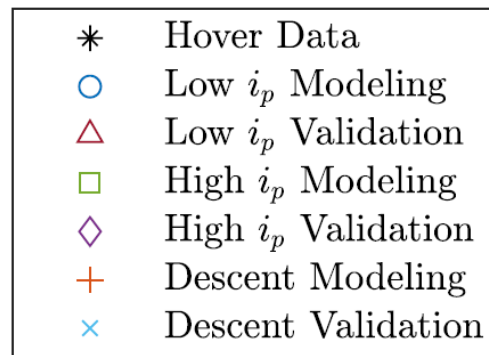 Hover Data
Low i_p Modeling
Low i_p Validation
High i_p Modeling
High i_p Validation
Descent Modeling
Descent Validation